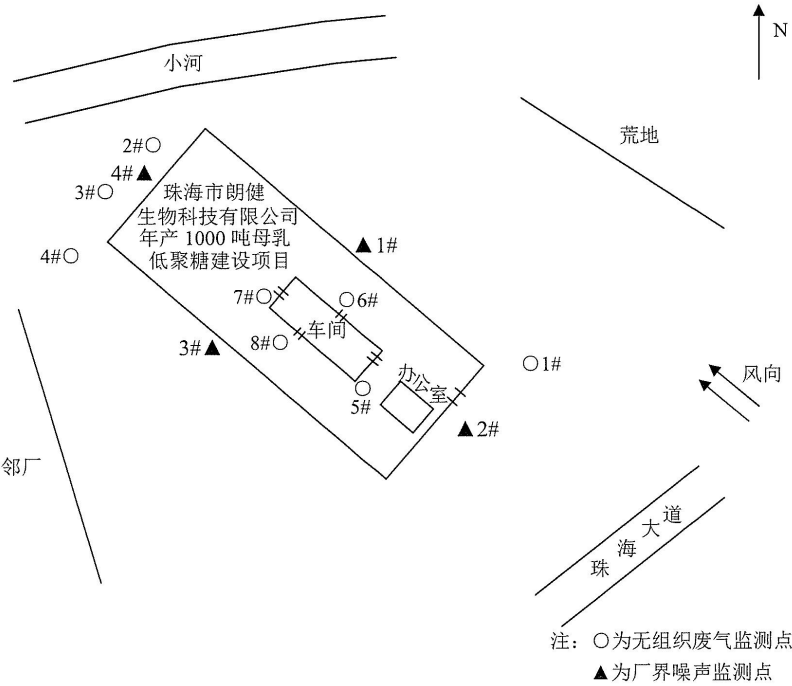 小河
N
荒地
2#
4#
3#
4#
珠海市朗健
生物科技有限公司
年产 1000 吨母乳
低聚糖建设项目
1#
7#
6#
车间
8#
3#
5#
办公室
1#
2#
风向
邻厂
珠海大道
注：○为无组织废气监测点
▲为厂界噪声监测点